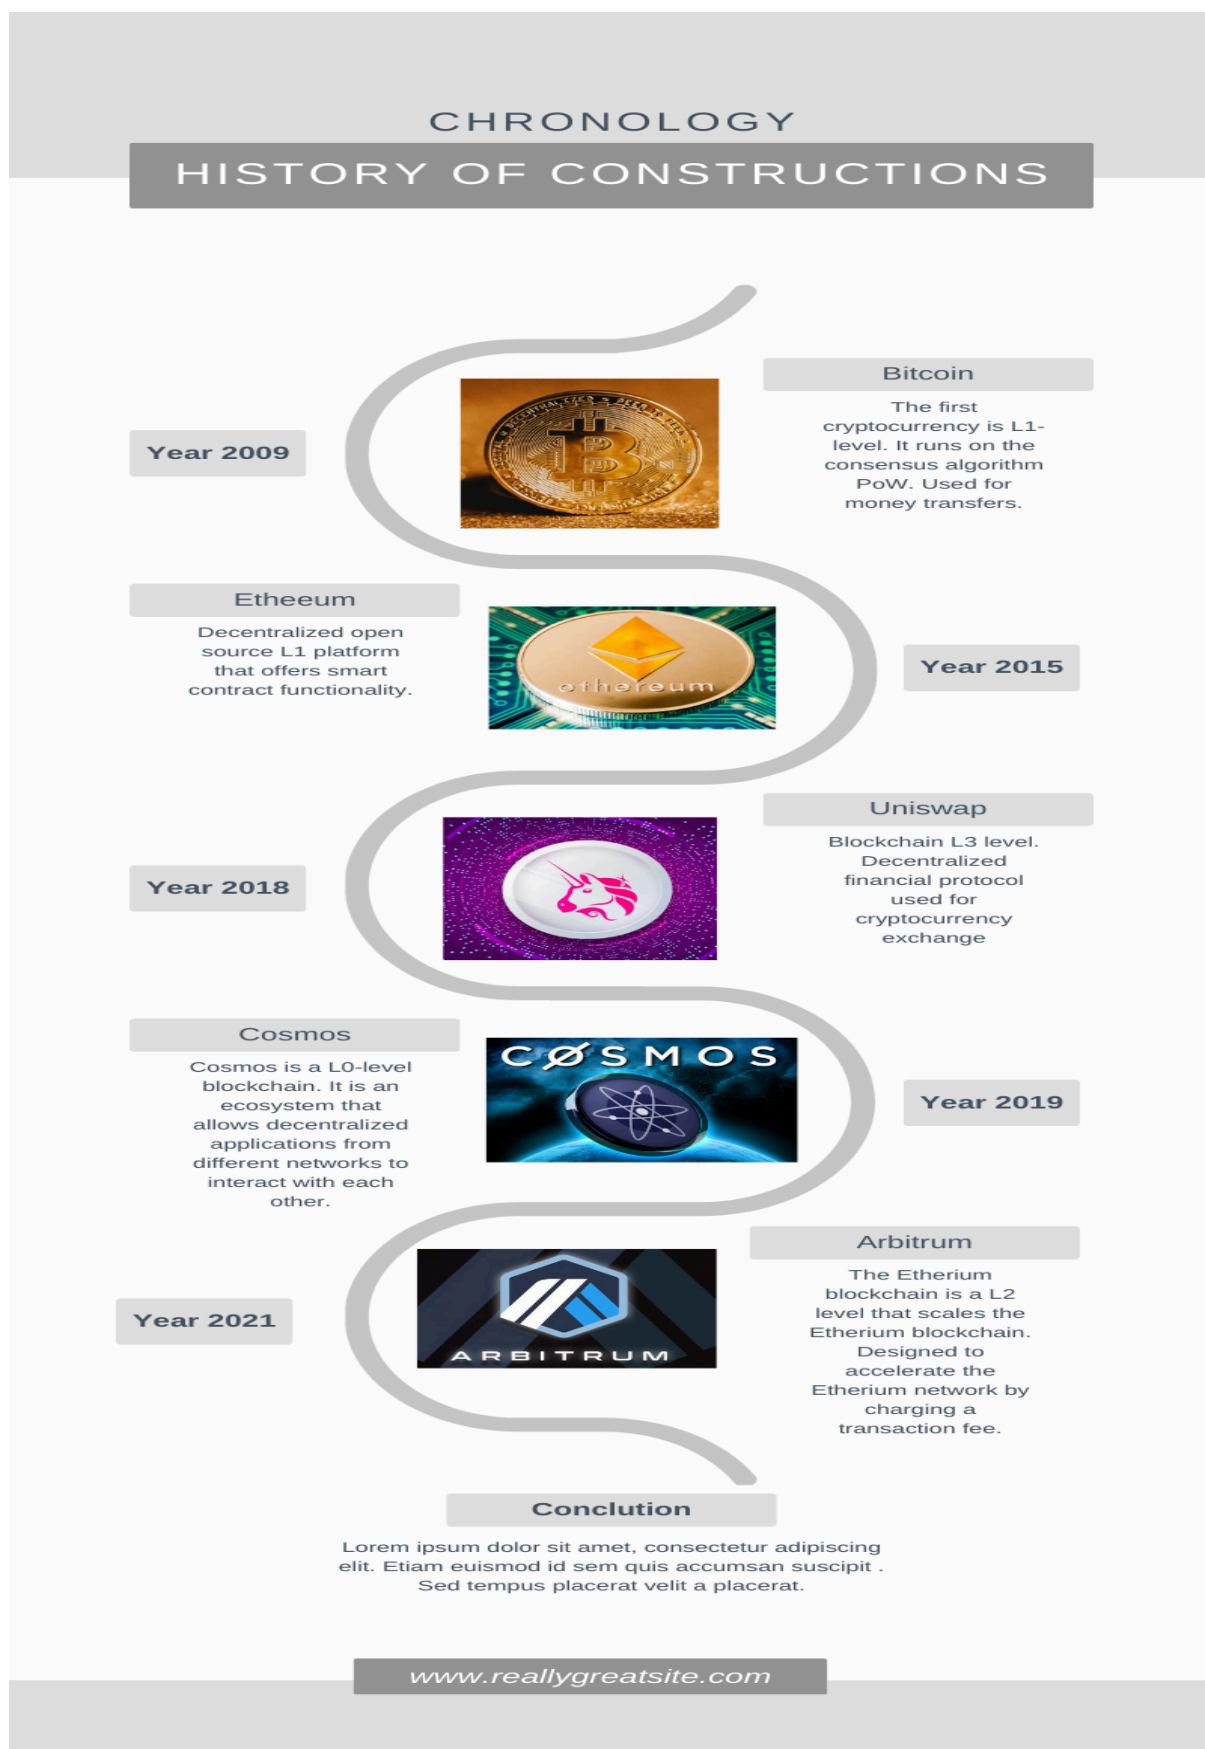 CHRONOLOGY
HISTORY OF CONSTRUCTIONS
Year 2009
Bitcoin
The first
cryptocurrency is L1-
level. It runs on the
consensus algorithm
PoW. Used for
money transfers.
Etheeum
Decentralized open
source L1 platform
that offers smart
contract functionality.
ethereum
Year 2015
Year 2018
Uniswap
Blockchain L3 level.
Decentralized
financial protocol
used for
cryptocurrency
exchange
Cosmos
Cosmos is a L0-level
blockchain. It is an
ecosystem that
allows decentralized
applications from
different networks to
interact with each
other.
CØSMOS
Year 2019
Year 2021
ARBITRUM
Arbitrum
The Etherium
blockchain is a L2
level that scales the
Etherium blockchain.
Designed to
accelerate the
Etherium network by
charging a
transaction fee.
Conclution
Lorem ipsum dolor sit amet, consectetur adipiscing
elit. Etiam euismod id sem quis accumsan suscipit .
Sed tempus placerat velit a placerat.
www.reallygreatsite.com